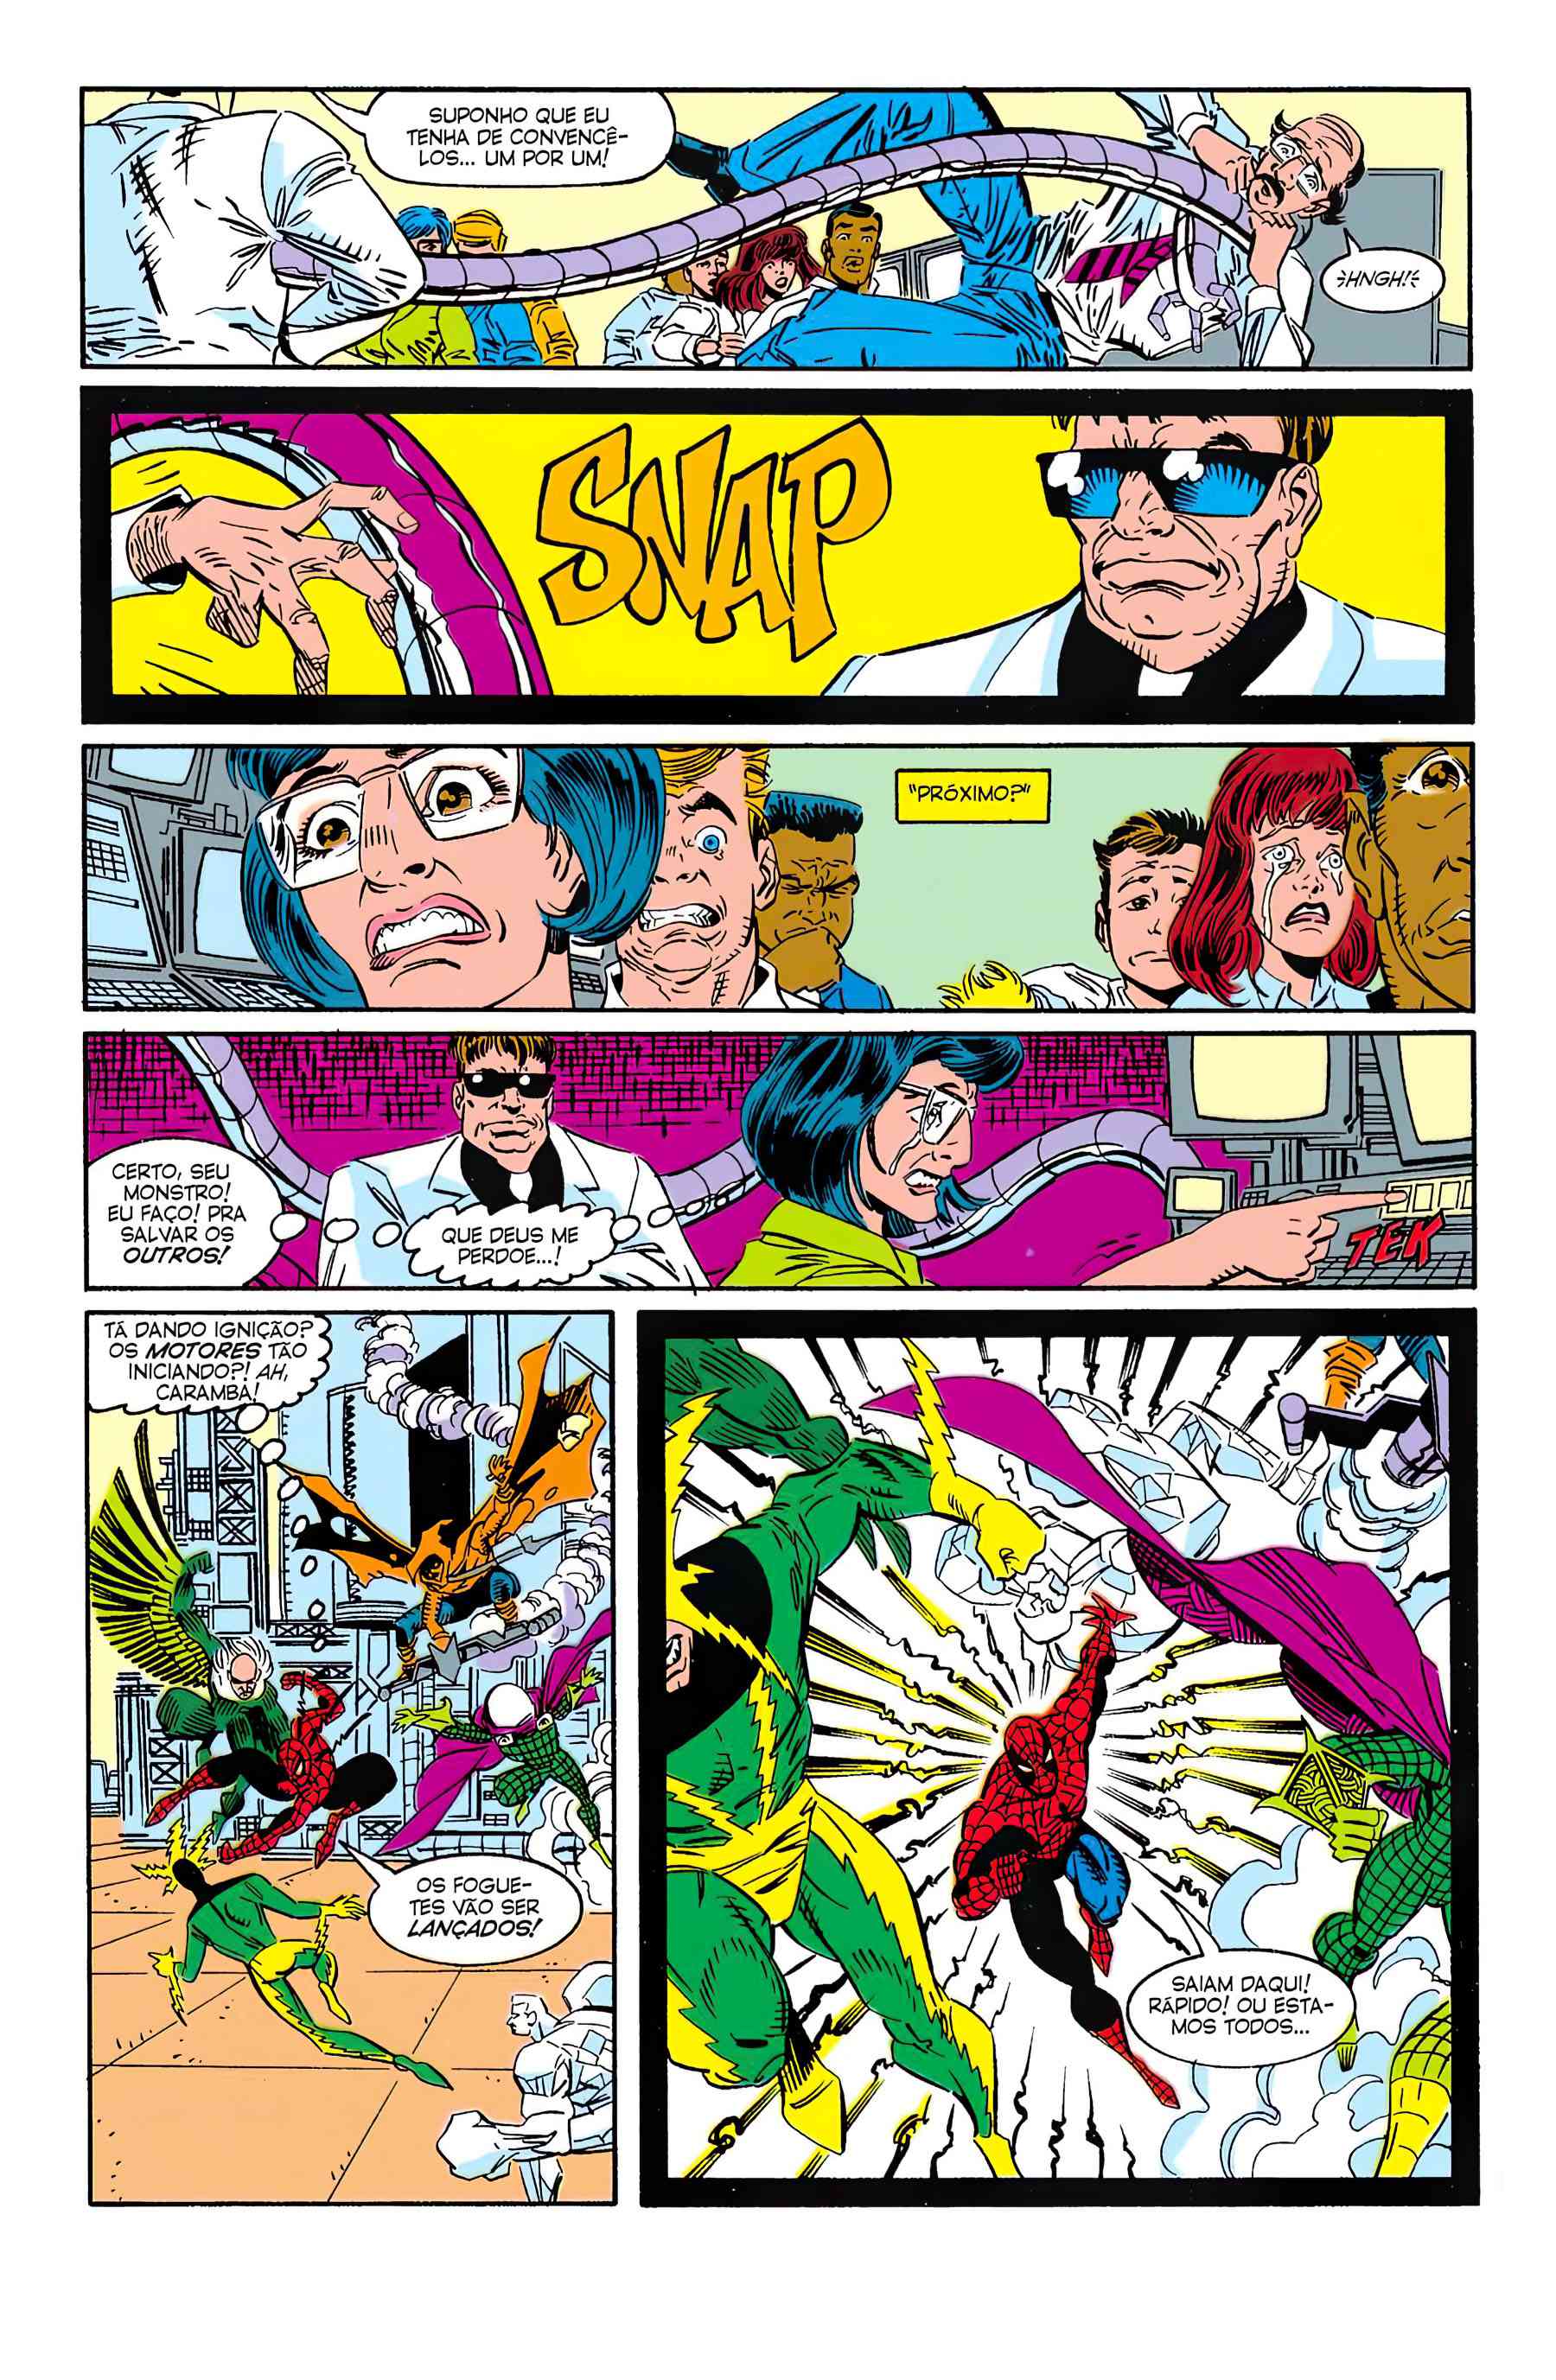 SUPONHO QUE EU
TENHA DE CONVENCÊ-
LOS... UM POR UM!
HNGH!
SNAP
"PRÓXIMO?"
CERTO, SEU
MONSTRO!
EU FAÇO! PRA
SALVAR OS
OUTROS!
QUE DEUS ME
PERDOE...!
TEK
TÁ DANDO IGNIÇÃO?
OS MOTORES TÃO
INICIANDO?! AH,
CARAMBA!
OS FOGUE-
TES VÃO SER
LANÇADOS!
SAIAM DAQUI!
RÁPIDO! OU ESTA-
MOS TODOS...